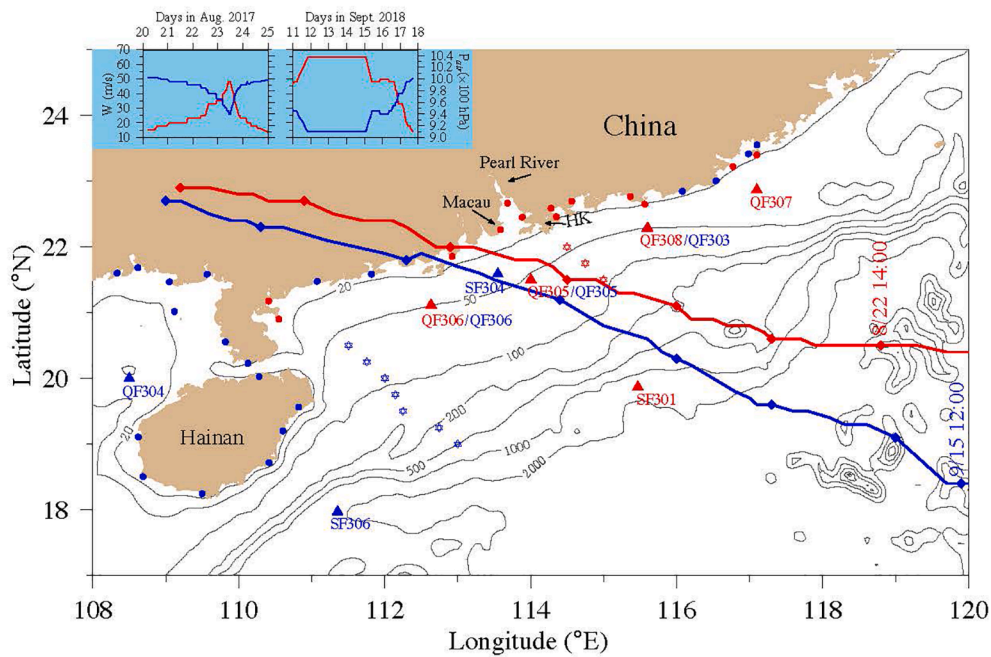 Days in Aug. 2017
Days in Sept. 2018
20 21 22 23 24 25
11 12 13 14 15 16 17 18
70
60
50
40
30
20
10
W (m/s)
10.4
10.2
10.0
9.8
9.6
9.4
9.2
9.0
Pair (× 100 hPa)
China
Pearl River
Macau
HK
QF307
QF308/QF303
SF304
QF305/QF305
QF306/QF306
QF304
SF301
SF306
Hainan
8/22 14:00
9/15 12:00
20
50
100
200
500
1000
2000
20
24
22
20
18
Latitude (°N)
108 110 112 114 116 118 120
Longitude (°E)